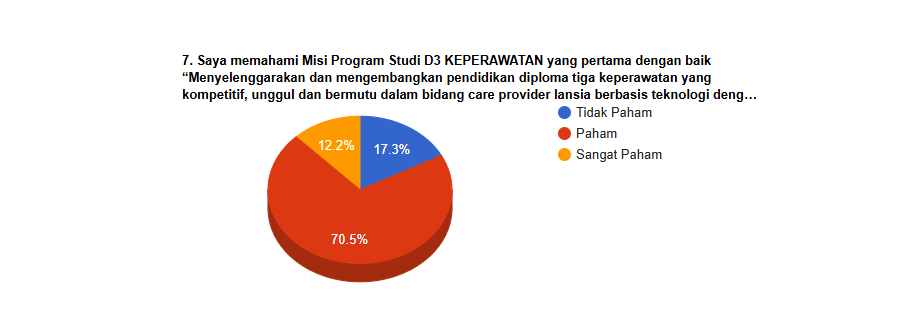 7. Saya memahami Misi Program Studi D3 KEPERAWATAN yang pertama dengan baik
“Menyelenggarakan dan mengembangkan pendidikan diploma tiga keperawatan yang
kompetitif, unggul dan bermutu dalam bidang care provider lansia berbasis teknologi deng…
Tidak Paham
Paham
Sangat Paham
12.2%
17.3%
70.5%